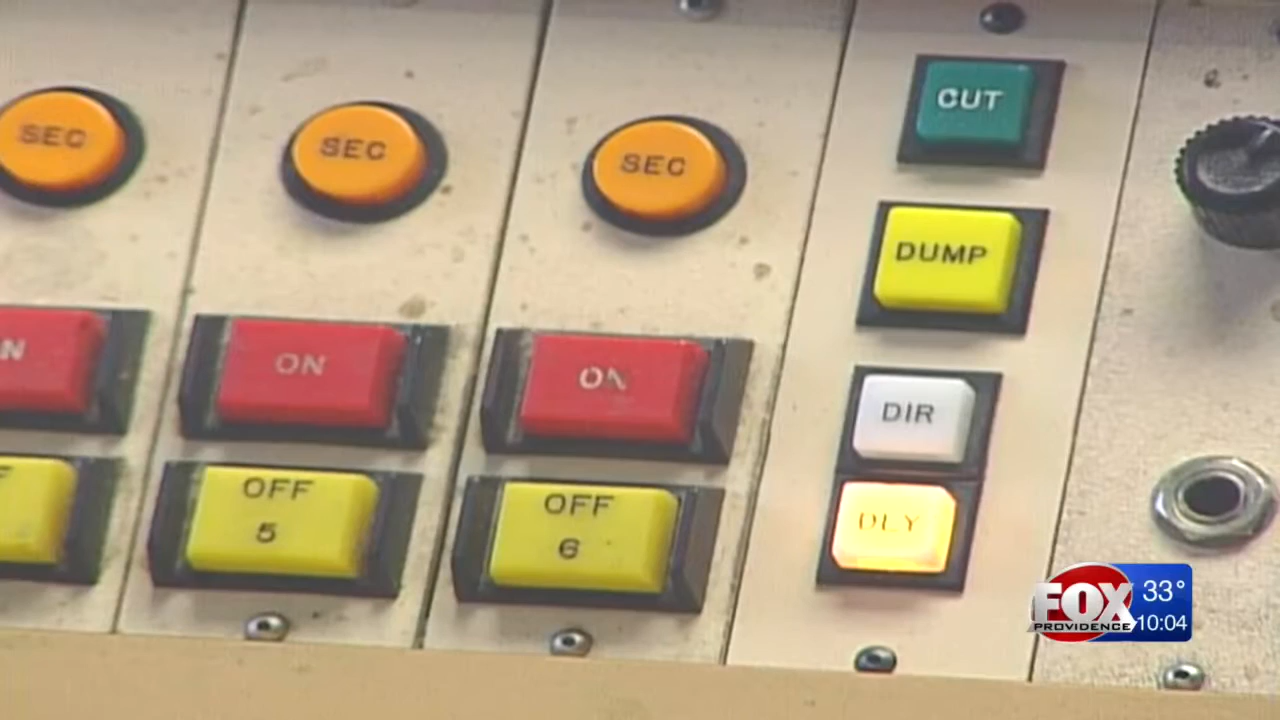 SEC
SEC
SEC
CUT
DUMP
N
ON
ON
DIR
F
OFF
5
OFF
6
DLY
FOX
PROVIDENCE
33°
10:04